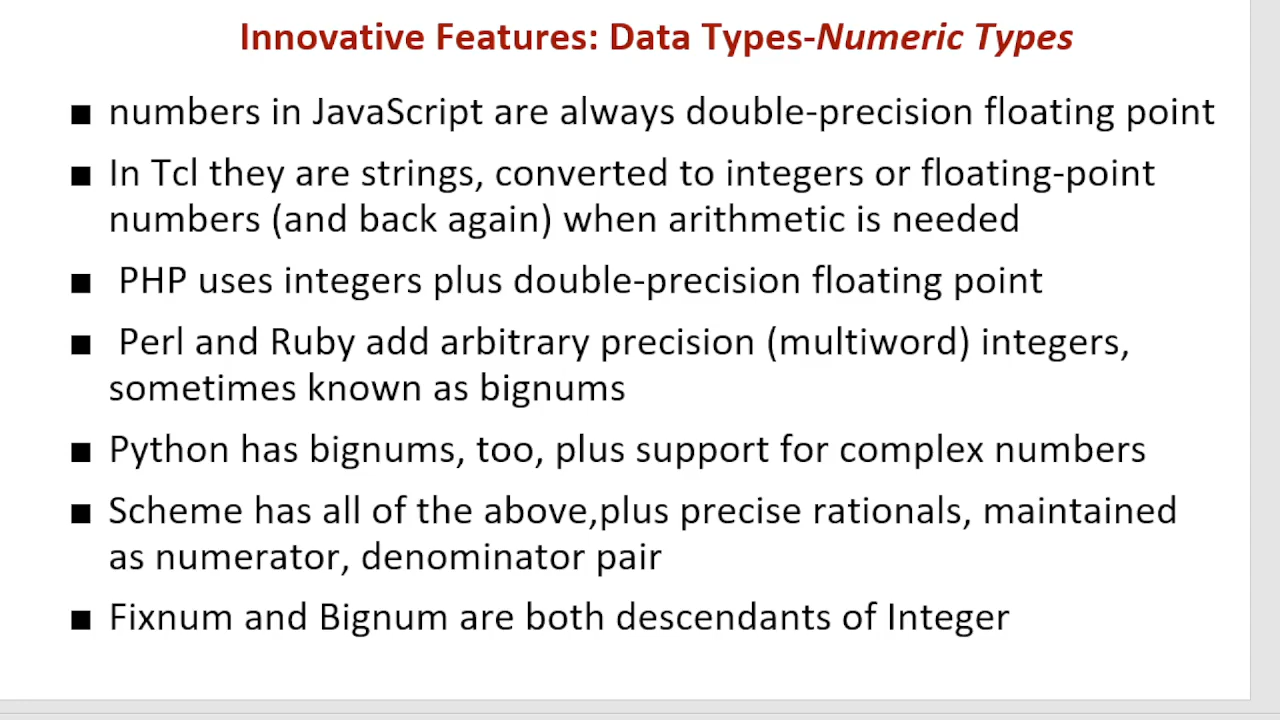 Innovative Features: Data Types-Numeric Types
■ numbers in JavaScript are always double-precision floating point
■ In Tcl they are strings, converted to integers or floating-point
numbers (and back again) when arithmetic is needed
■ PHP uses integers plus double-precision floating point
■ Perl and Ruby add arbitrary precision (multiword) integers,
sometimes known as bignums
■ Python has bignums, too, plus support for complex numbers
■ Scheme has all of the above,plus precise rationals, maintained
as numerator, denominator pair
■ Fixnum and Bignum are both descendants of Integer